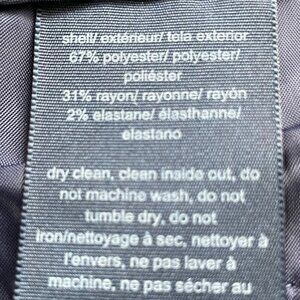 shell/ extérieur/ tela exterior
67% polyester/ polyester/
poliéster
31% rayon/ rayonne/ rayón
2% elastane/ élasthanne/
elastano
dry clean, clean inside out, do
not machine wash, do not
tumble dry, do not
iron/nettoyage à sec, nettoyer à
l'envers, ne pas laver à
machine, ne pas sécher au